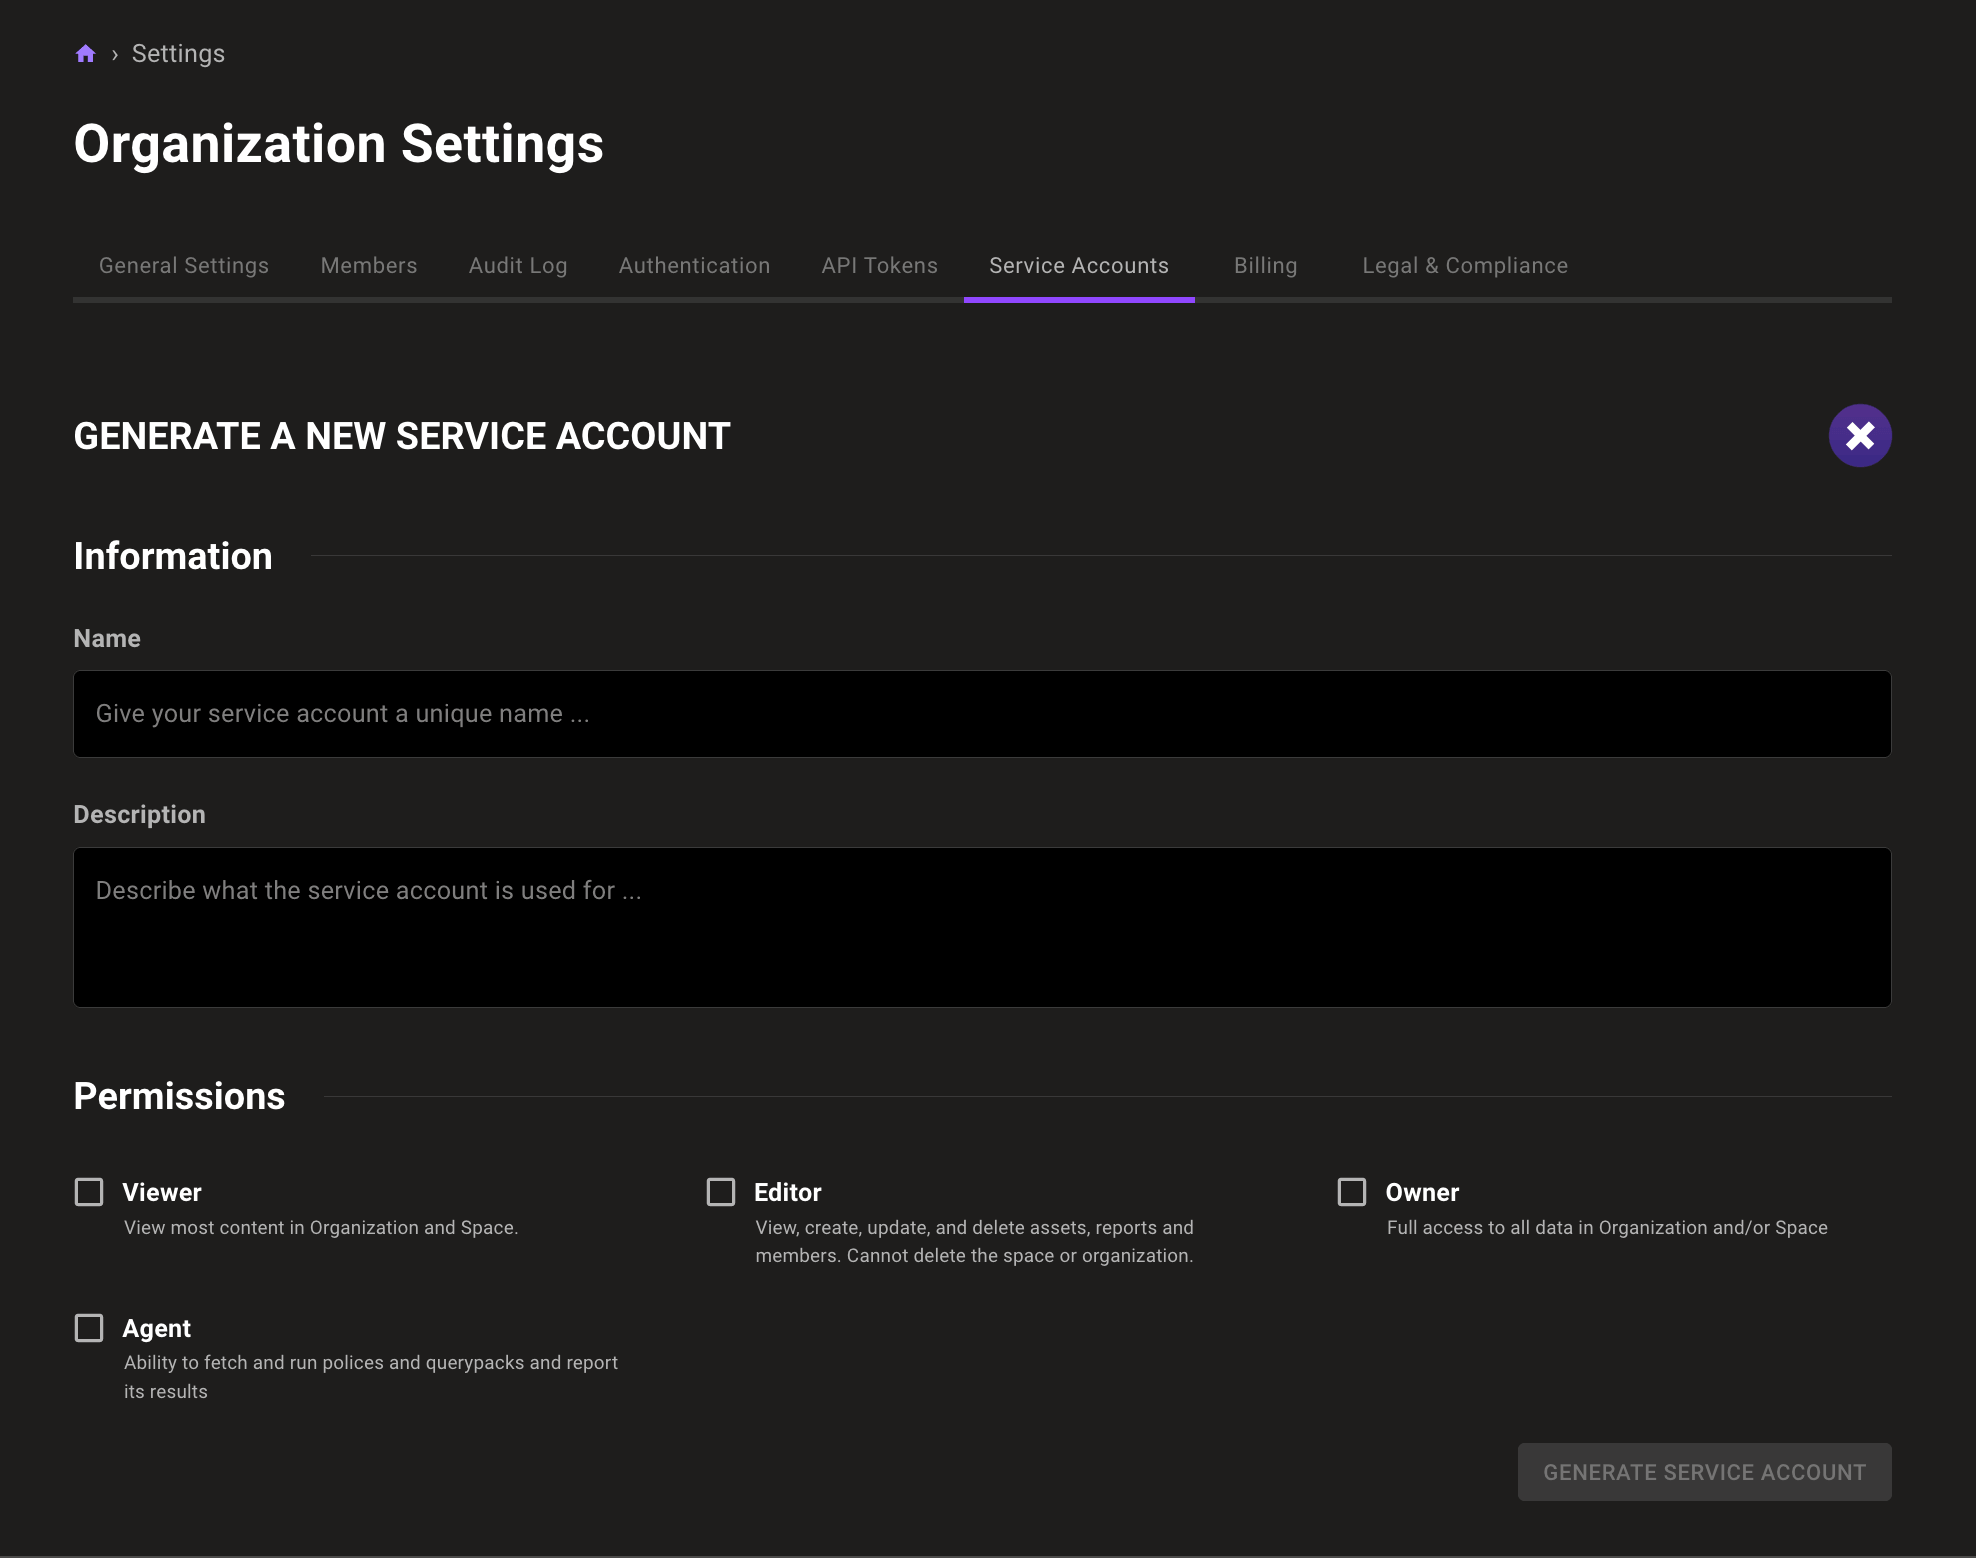 › Settings
Organization Settings
General Settings Members Audit Log Authentication API Tokens Service Accounts Billing Legal & Compliance
GENERATE A NEW SERVICE ACCOUNT
Information
Name
Give your service account a unique name ...
Description
Describe what the service account is used for ...
Permissions
Viewer
View most content in Organization and Space.
Editor
View, create, update, and delete assets, reports and
members. Cannot delete the space or organization.
Owner
Full access to all data in Organization and/or Space
Agent
Ability to fetch and run polices and querypacks and report
its results
GENERATE SERVICE ACCOUNT